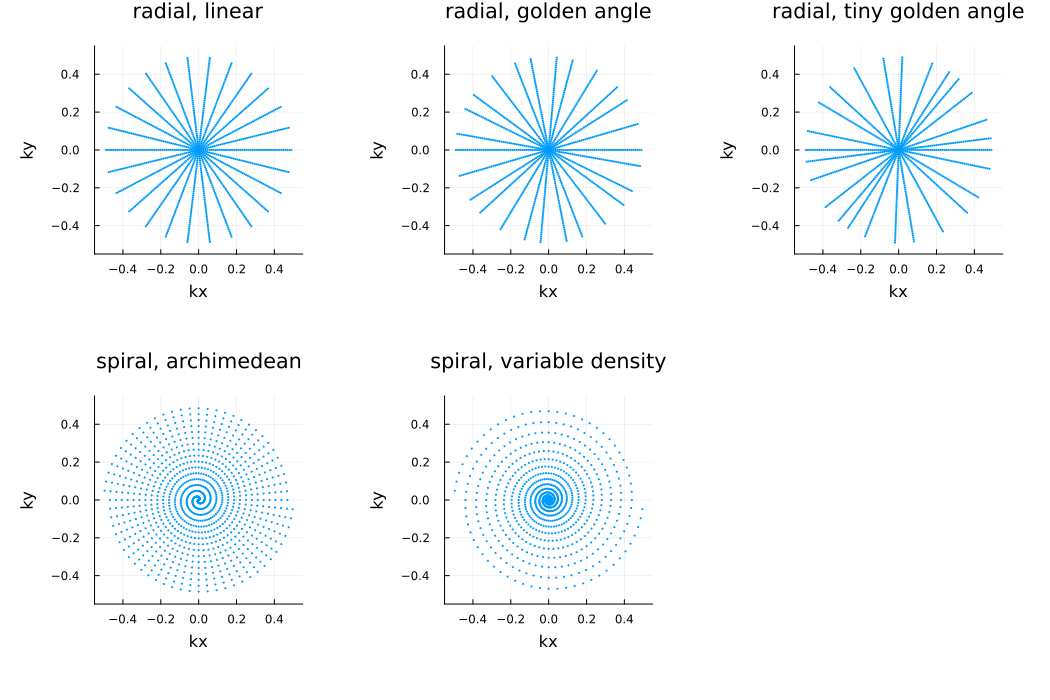 radial, linear
radial, golden angle
radial, tiny golden angle
0.4
0.2
0.0
−0.2
−0.4
ky
−0.4 −0.2 0.0 0.2 0.4
kx
0.4
0.2
0.0
−0.2
−0.4
ky
−0.4 −0.2 0.0 0.2 0.4
kx
0.4
0.2
0.0
−0.2
−0.4
ky
−0.4 −0.2 0.0 0.2 0.4
kx
spiral, archimedean
spiral, variable density
0.4
0.2
0.0
−0.2
−0.4
ky
−0.4 −0.2 0.0 0.2 0.4
kx
0.4
0.2
0.0
−0.2
−0.4
ky
−0.4 −0.2 0.0 0.2 0.4
kx